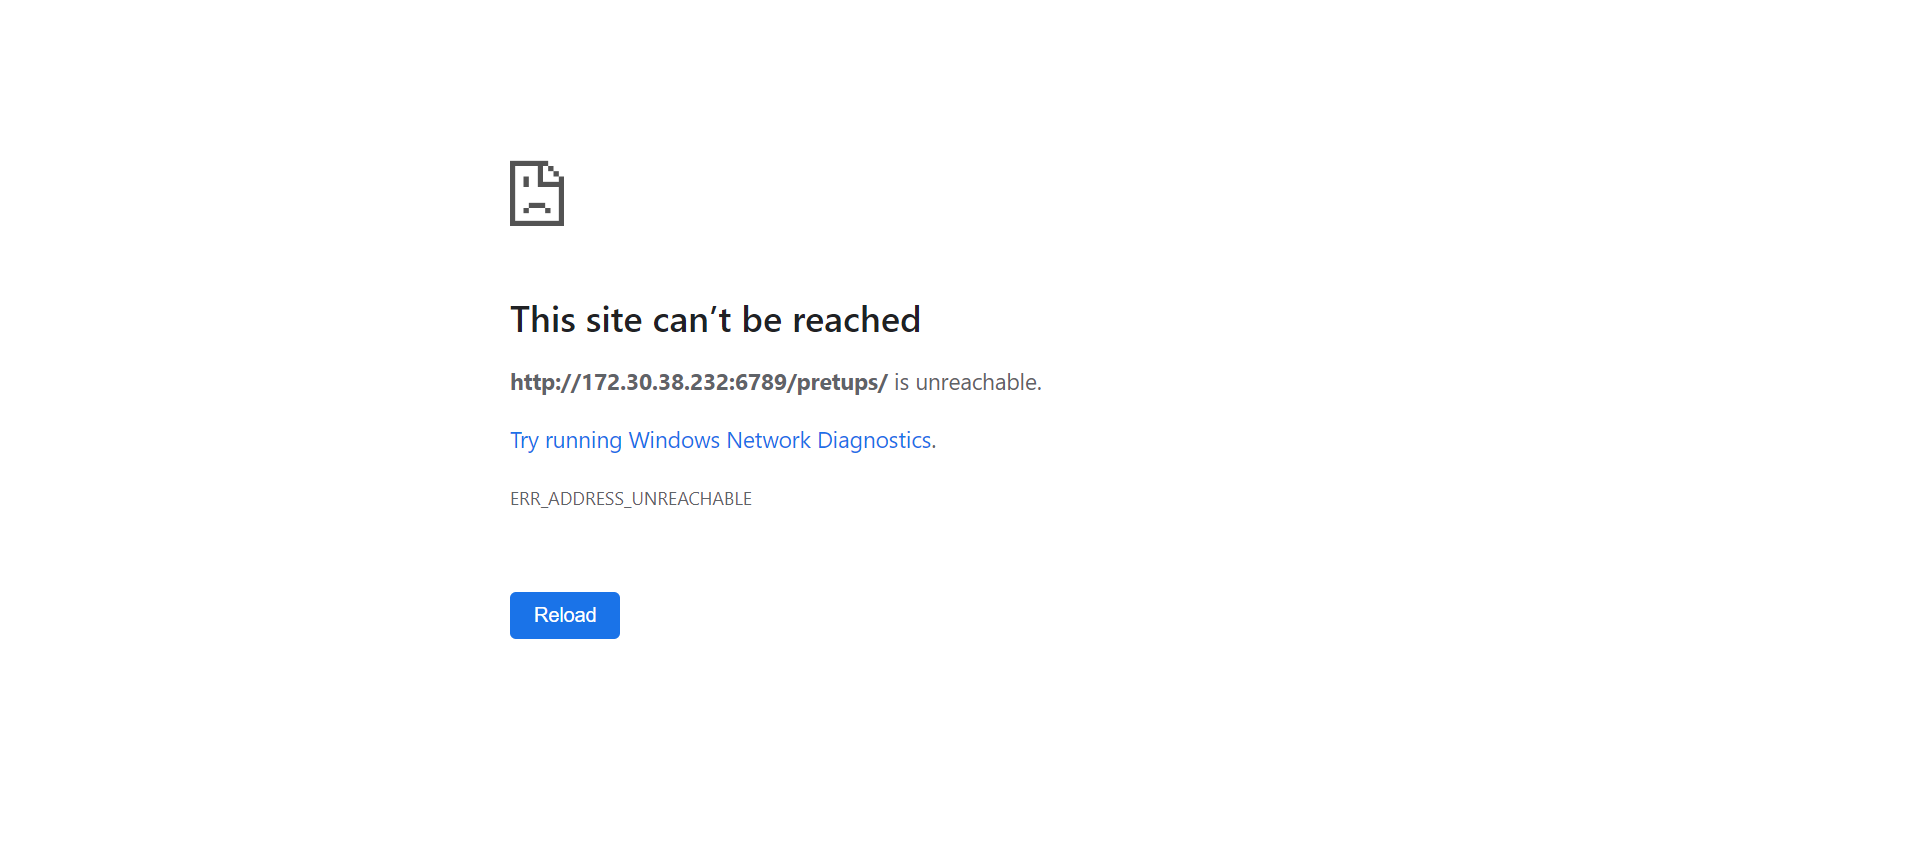 This site can’t be reached
http://172.30.38.232:6789/pretups/ is unreachable.
Try running Windows Network Diagnostics.
ERR_ADDRESS_UNREACHABLE
Reload